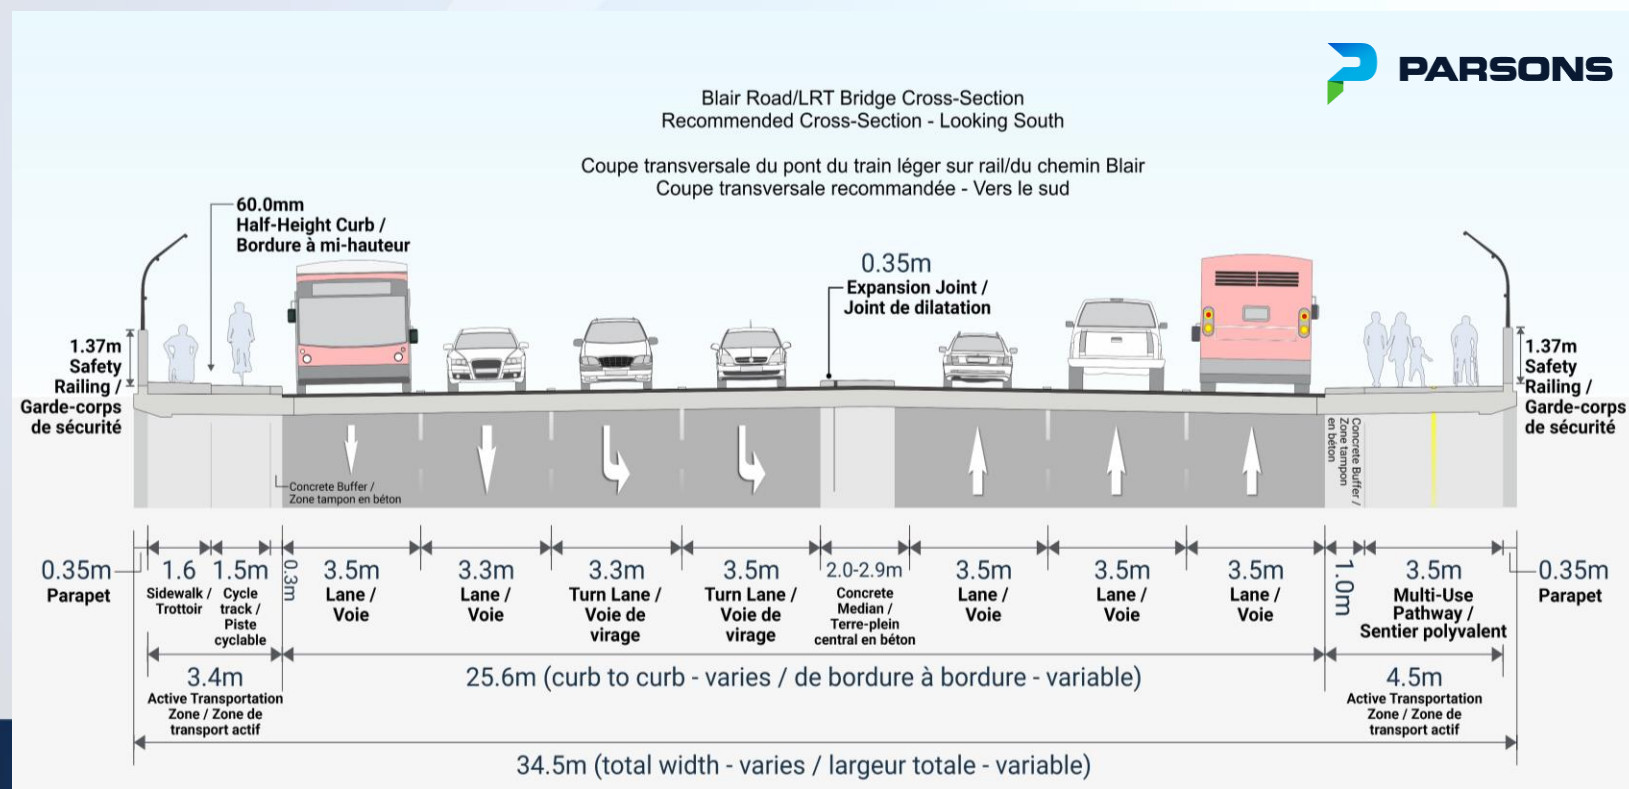 PARSONS
Blair Road/LRT Bridge Cross-Section
Recommended Cross-Section - Looking South
Coupe transversale du pont du train léger sur rail/du chemin Blair
Coupe transversale recommandée - Vers le sud
60.0mm
Half-Height Curb /
Bordure à mi-hauteur
0.35m
Expansion Joint /
Joint de dilatation
1.37m
Safety
Railing /
Garde-corps
de sécurité
1.37m
Safety
Railing /
Garde-corps
de sécurité
Concrete Buffer /
Zone tampon en béton
Concrete Buffer /
Zone tampon
en béton
0.35m
Parapet
1.6
Sidewalk /
Trottoir
1.5m
Cycle
track /
Piste
cyclable
0.3m
3.5m
Lane /
Voie
3.3m
Lane /
Voie
3.3m
Turn Lane /
Voie de
virage
3.5m
Turn Lane /
Voie de
virage
2.0-2.9m
Concrete
Median /
Terre-plein
central en béton
3.5m
Lane /
Voie
3.5m
Lane /
Voie
3.5m
Lane /
Voie
1.0m
3.5m
Multi-Use
Pathway /
Sentier polyvalent
0.35m
Parapet
3.4m
Active Transportation
Zone / Zone de
transport actif
25.6m (curb to curb - varies / de bordure à bordure - variable)
4.5m
Active Transportation
Zone / Zone de
transport actif
34.5m (total width - varies / largeur totale - variable)